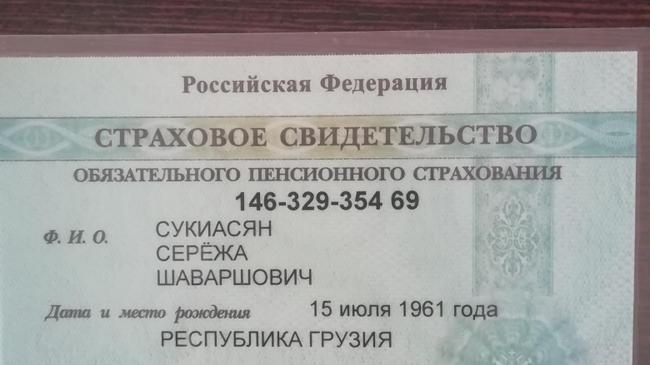 Российская Федерация
СТРАХОВОЕ СВИДЕТЕЛЬСТВО
ОБЯЗАТЕЛЬНОГО ПЕНСИОННОГО СТРАХОВАНИЯ
146-329-354 69
Ф. И. О. СУКИАСЯН
СЕРЁЖА
ШАВАРШОВИЧ
Дата и место рождения 15 июля 1961 года
РЕСПУБЛИКА ГРУЗИЯ